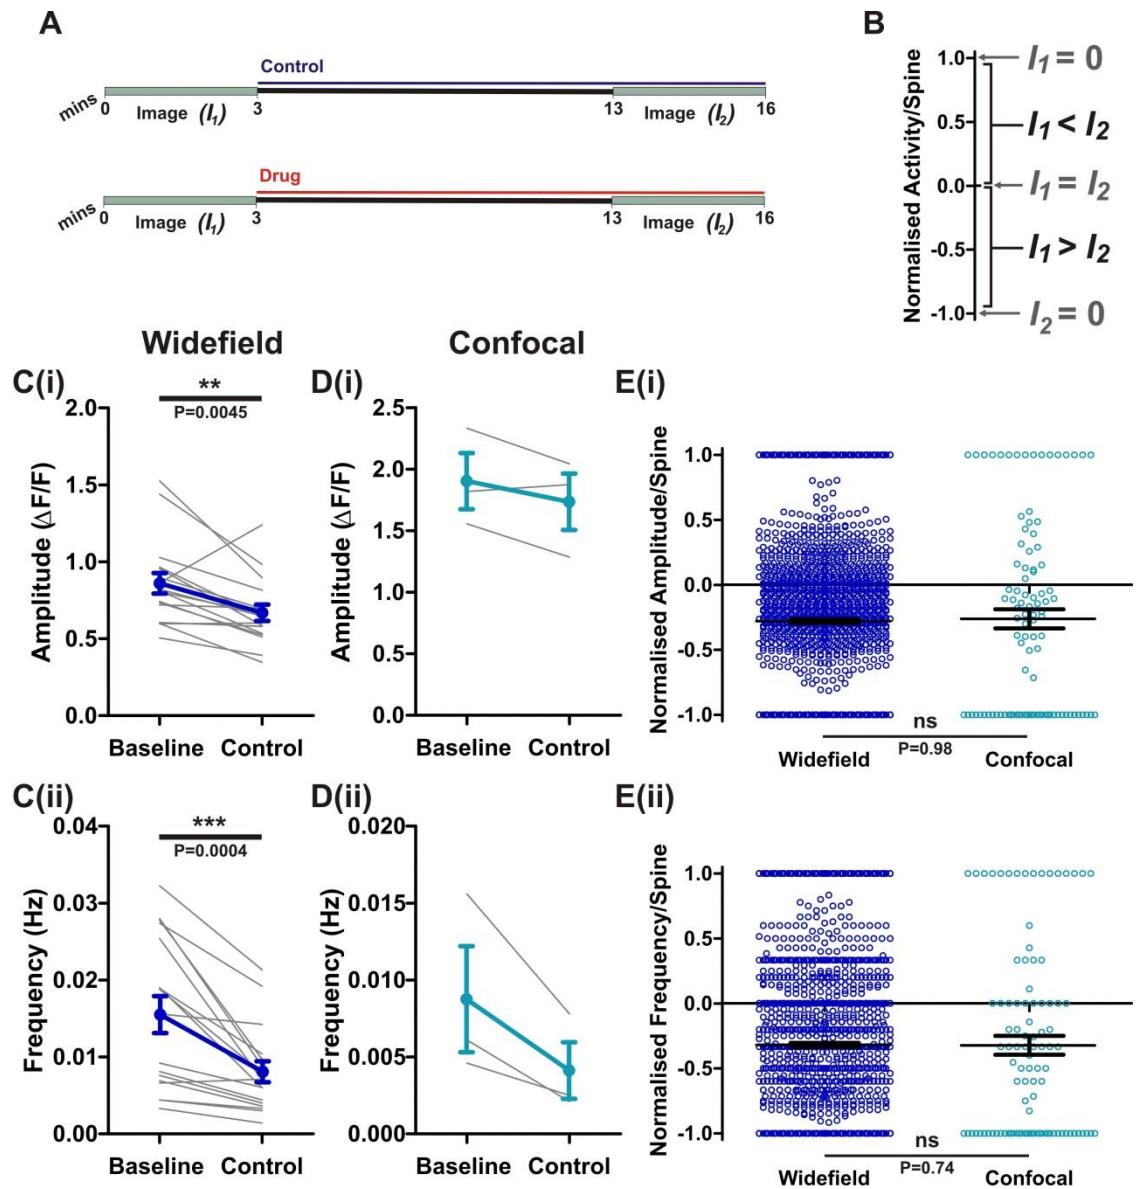 A
Control
mins
0
Image (I₁)
3
13
Image (I₂)
16
Drug
mins
0
Image (I₁)
3
13
Image (I₂)
16
B
Normalised Activity/Spine
1.0
0.5
0.0
-0.5
-1.0
I₁ = 0
I₁ < I₂
I₁ = I₂
I₁ > I₂
I₂ = 0
Widefield
Confocal
C(i)
**
P=0.0045
Amplitude (ΔF/F)
2.0
1.5
1.0
0.5
0.0
Baseline
Control
D(i)
Amplitude (ΔF/F)
2.5
2.0
1.5
1.0
0.5
0.0
Baseline
Control
E(i)
Normalised Amplitude/Spine
1.0
0.5
0.0
-0.5
-1.0
ns
P=0.98
Widefield
Confocal
C(ii)
***
P=0.0004
Frequency (Hz)
0.04
0.03
0.02
0.01
0.00
Baseline
Control
D(ii)
Frequency (Hz)
0.020
0.015
0.010
0.005
0.000
Baseline
Control
E(ii)
Normalised Frequency/Spine
1.0
0.5
0.0
-0.5
-1.0
ns
P=0.74
Widefield
Confocal